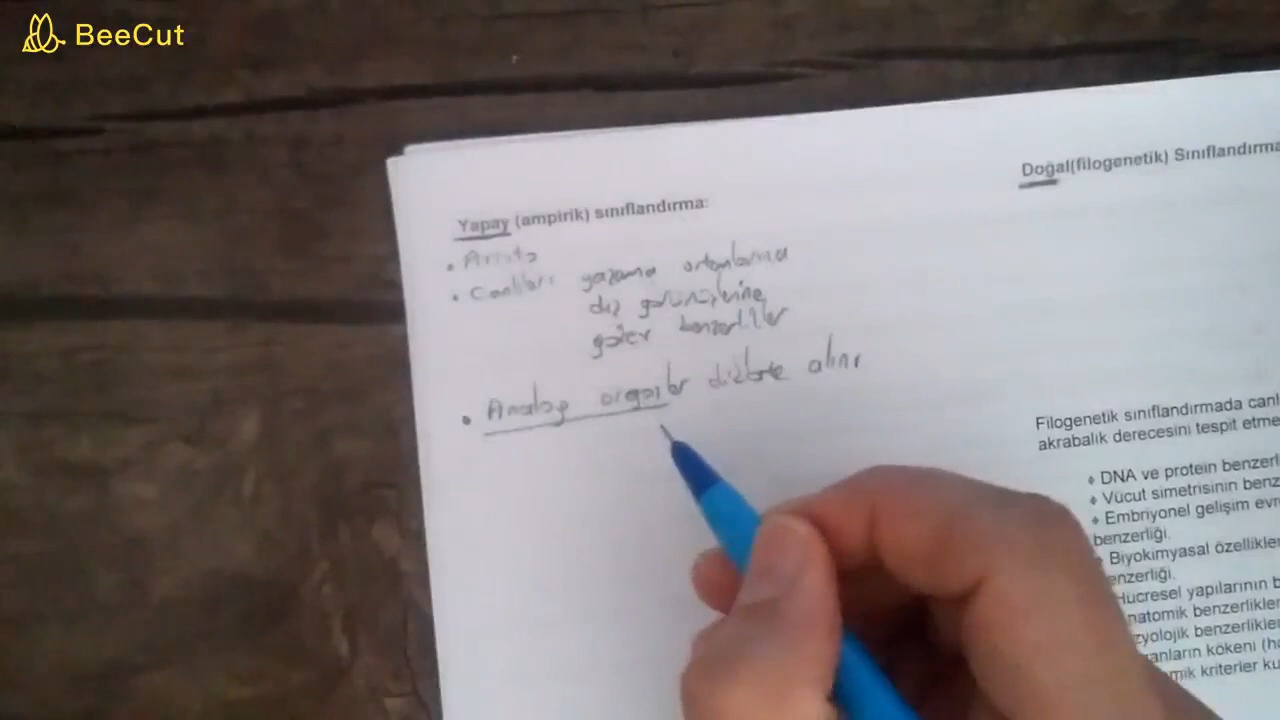 BeeCut
Yapay (ampirik) sınıflandırma:
• Aristo
• Canlıları yaşama ortamlarına
dış görünüşlerine
göre benzerlikler
• Analog organlar dikkate alınır
Doğal(filogenetik) Sınıflandırma
Filogenetik sınıflandırmada canl
akrabalık derecesini tespit etme
♦ DNA ve protein benzerl
♦ Vücut simetrisinin benz
♦ Embriyonel gelişim evr
benzerliği.
Biyokimyasal özellikler
enzerliği.
Hücresel yapılarının b
natomik benzerlikler
zyolojik benzerlikler
anların kökeni (ho
mik kriterler ku